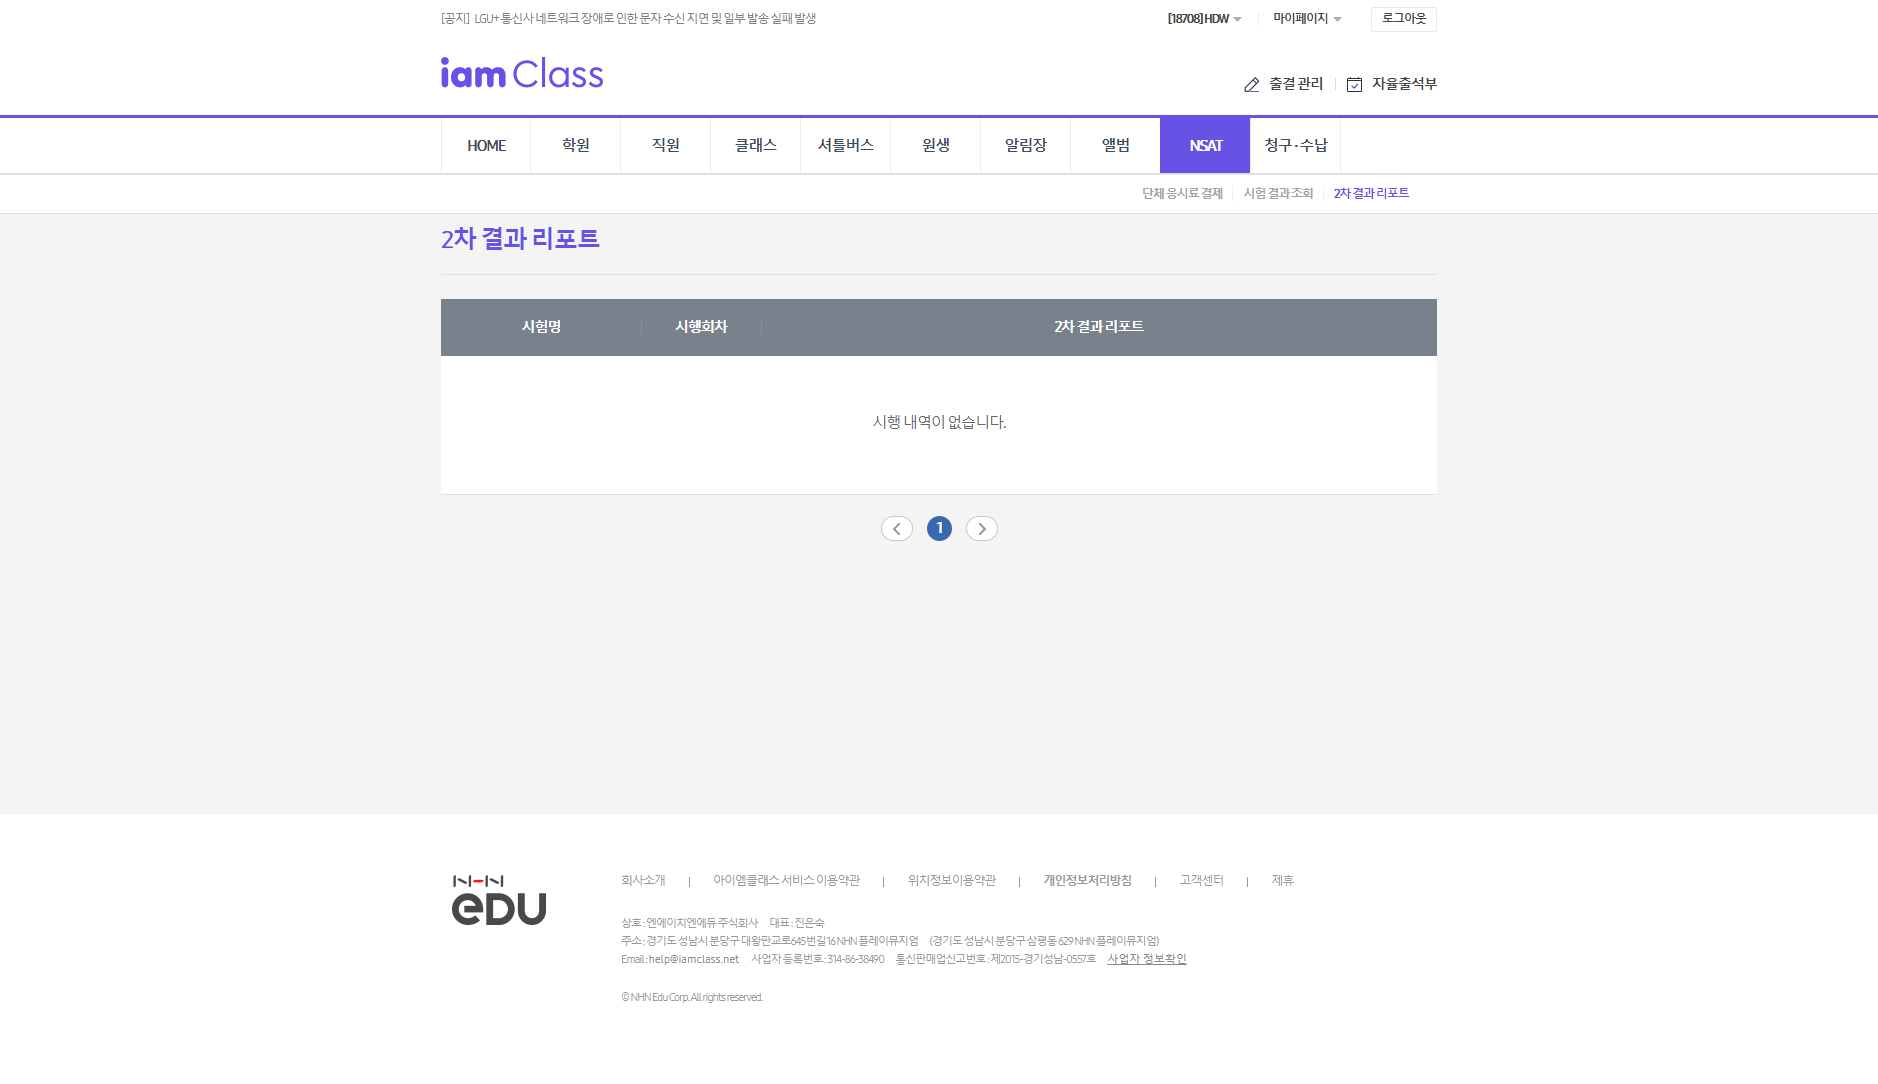 [공지] LGU+ 통신사 네트워크 장애로 인한 문자 수신 지연 및 일부 발송 실패 발생
[18708] HDW 마이페이지 로그아웃
iam Class
출결 관리 자율출석부
HOME 학원 직원 클래스 셔틀버스 원생 알림장 앨범 NSAT 청구·수납
단체 응시료 결제 시험 결과 조회 2차 결과 리포트
2차 결과 리포트
시험명 시행회차 2차 결과 리포트
시행 내역이 없습니다.
1
NHN edu
회사소개 아이엠클래스 서비스 이용약관 위치정보이용약관 개인정보처리방침 고객센터 제휴
상호 : 엔에이치엔에듀 주식회사 대표 : 진은숙
주소 : 경기도 성남시 분당구 대왕판교로645번길 16 NHN 플레이뮤지엄 (경기도 성남시 분당구 삼평동 629 NHN 플레이뮤지엄)
Email : help@iamclass.net 사업자 등록번호 : 314-86-38490 통신판매업신고번호 : 제2015-경기성남-0557호 사업자 정보확인
© NHN Edu Corp. All rights reserved.